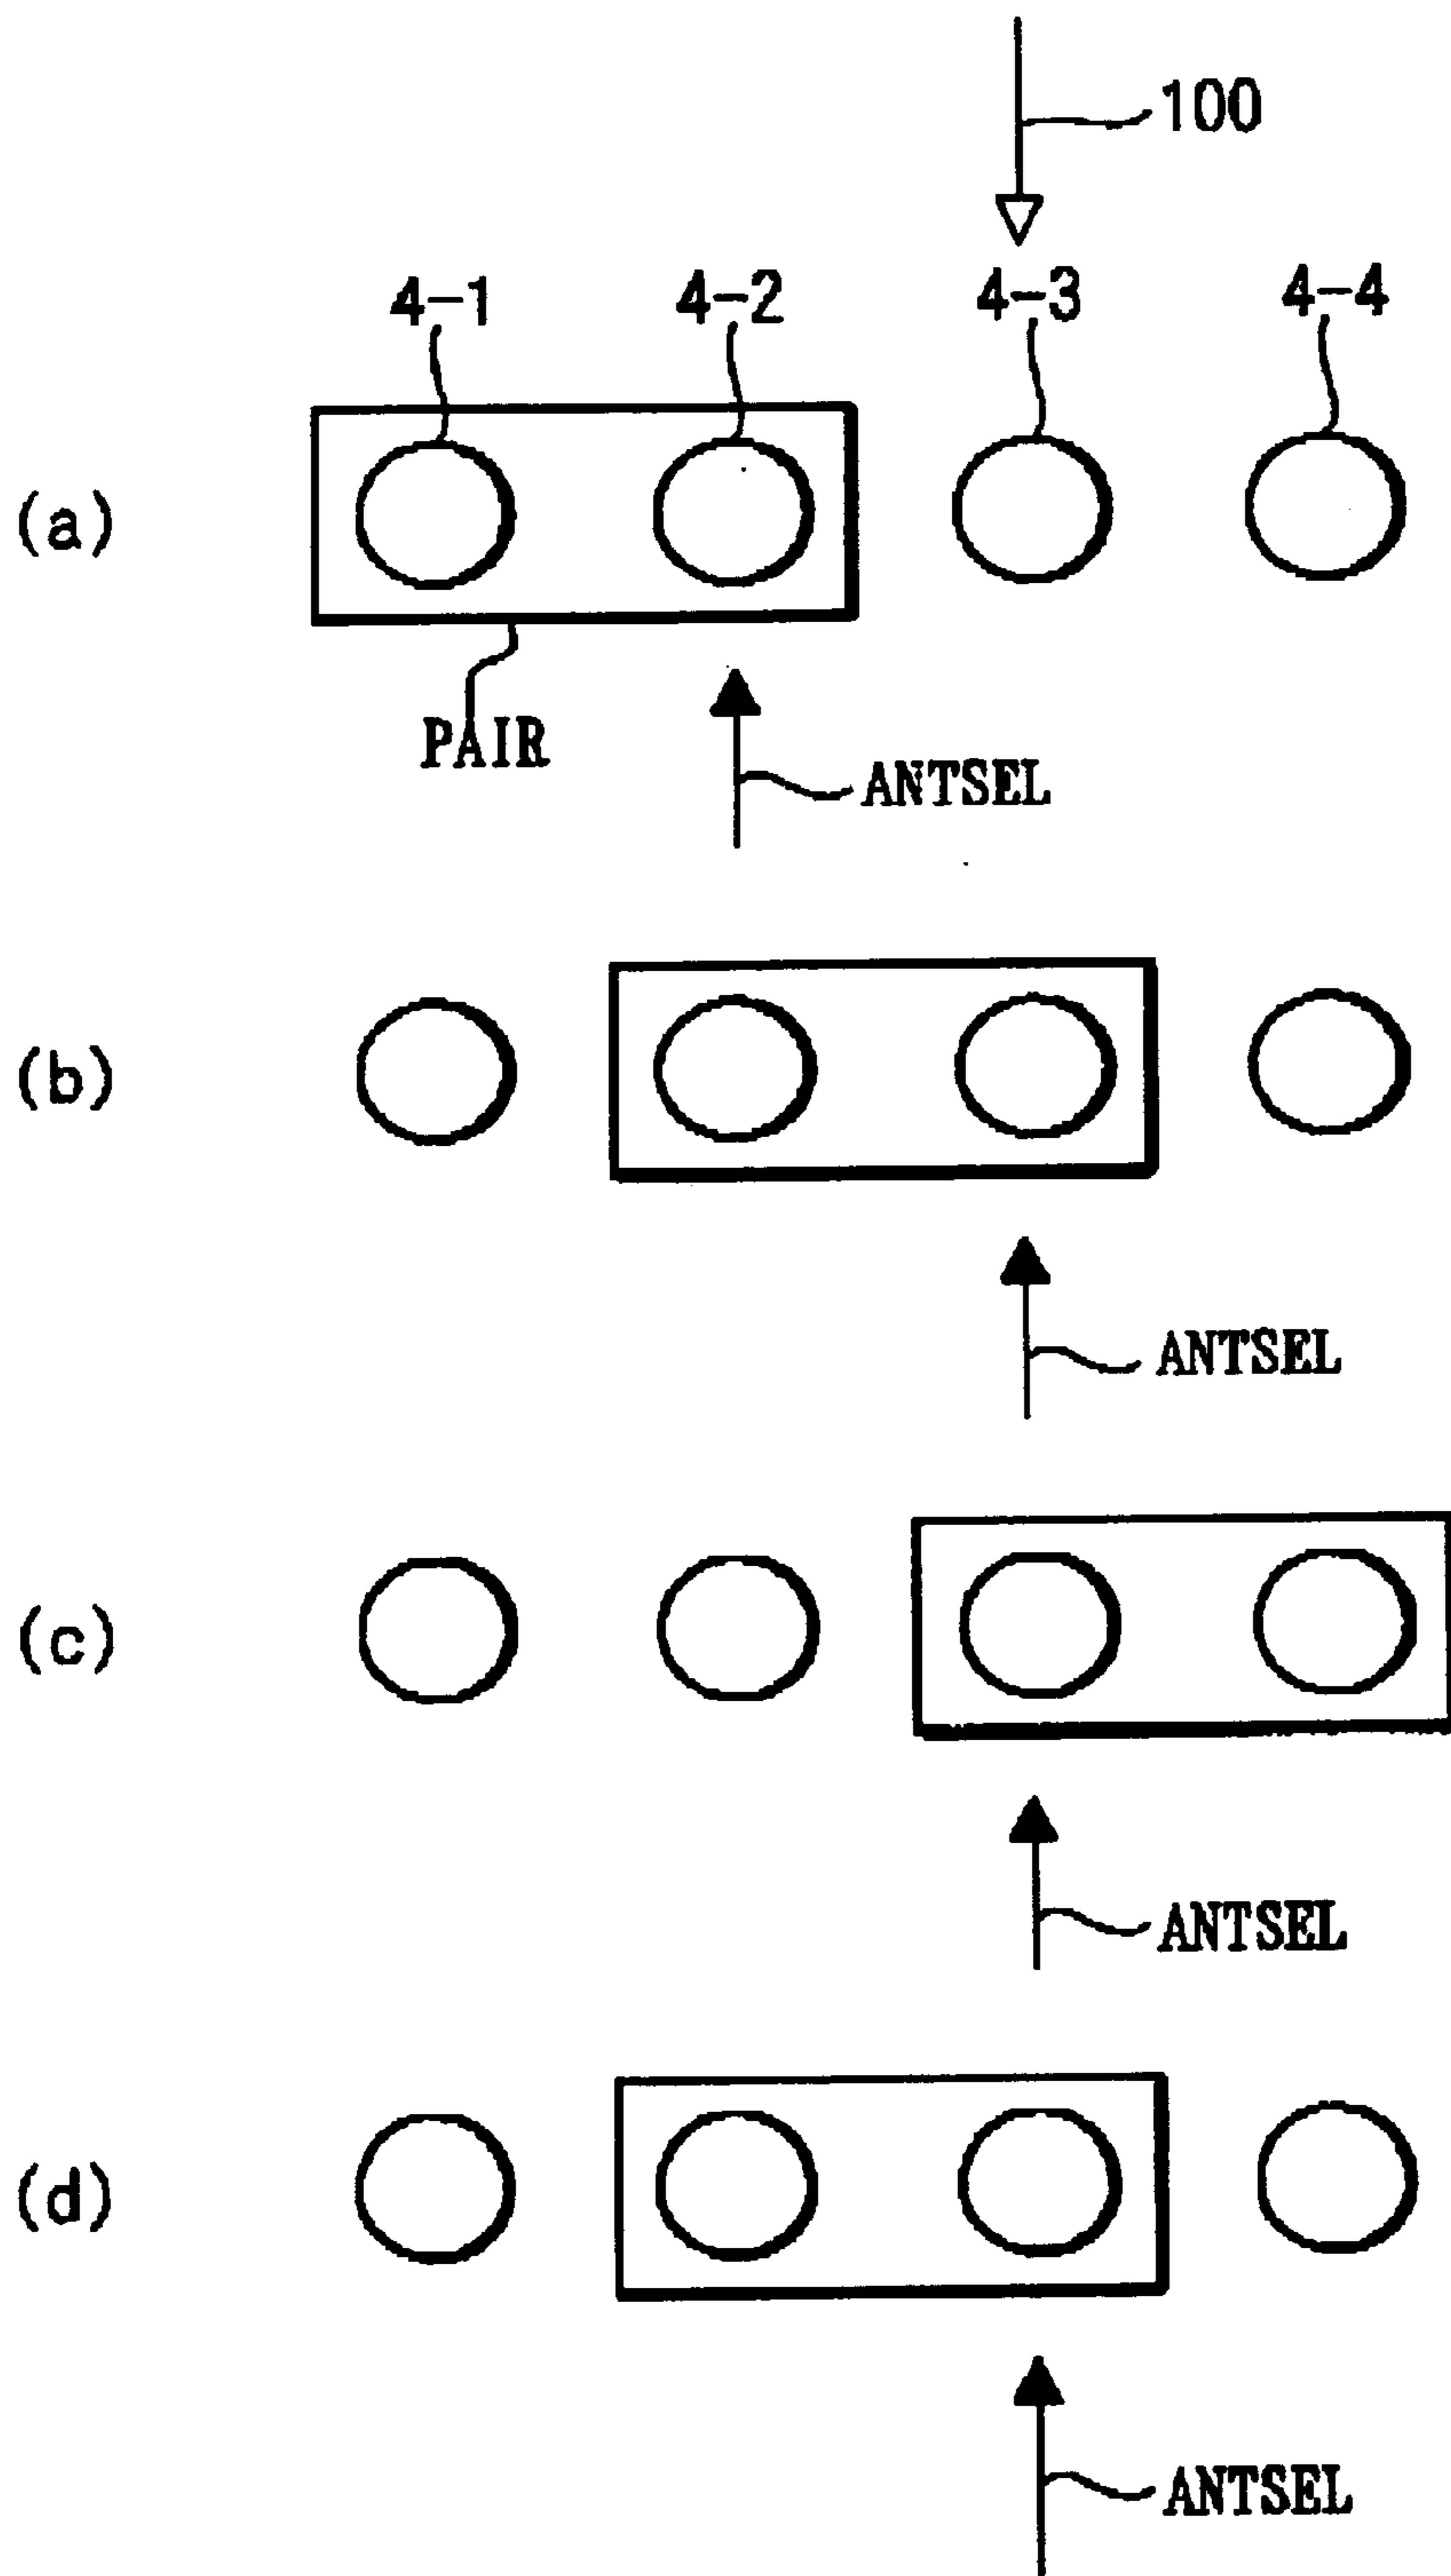 100
4-1 4-2 4-3 4-4
(a)
PAIR
ANTSEL
(b)
ANTSEL
(c)
ANTSEL
(d)
ANTSEL